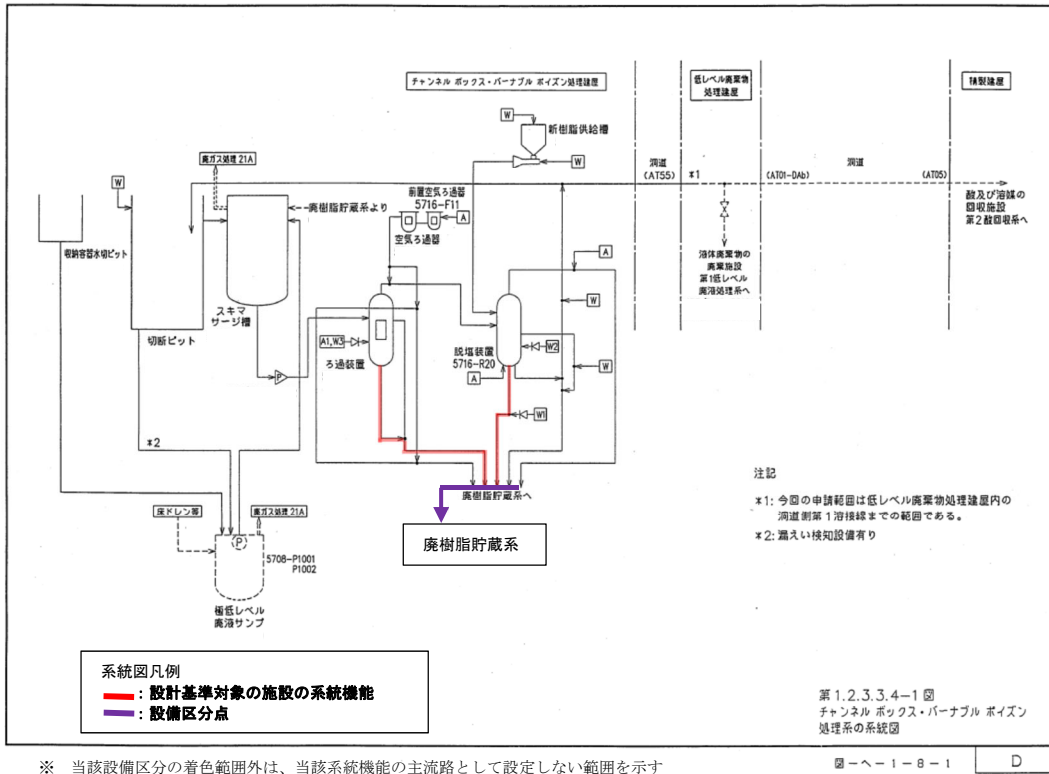 チャンネル ボックス・バーナブル ポイズン処理建屋
低レベル廃棄物
処理建屋
精製建屋
W
新樹脂供給槽
W
廃ガス処理 21A
洞道
(AT55)
*1
洞道
(AT01-DAb)
(AT05)
W
前置空気ろ過器
5716-F11
A
空気ろ過器
廃樹脂貯蔵系より
酸及び溶媒の
回収施設
第2酸回収系へ
収納容器水切ピット
A
液体廃棄物の
廃棄施設
第1低レベル
廃液処理系へ
W
スキマ
サージ槽
切断ピット
P
A1,W3
ろ過装置
脱塩装置
5716-R20
W2
A
W
W1
*2
廃樹脂貯蔵系へ
廃樹脂貯蔵系
床ドレン等
廃ガス処理 21A
P
5708-P1001
P1002
極低レベル
廃液サンプ
注記
*1: 今回の申請範囲は低レベル廃棄物処理建屋内の
洞道側第1溶接線までの範囲である。
*2: 漏えい検知設備有り
系統図凡例
:設計基準対象の施設の系統機能
:設備区分点
第1.2.3.3.4-1図
チャンネル ボックス・バーナブル ポイズン
処理系の系統図
※ 当該設備区分の着色範囲外は、当該系統機能の主流路として設定しない範囲を示す
図-ヘ-1-8-1
D